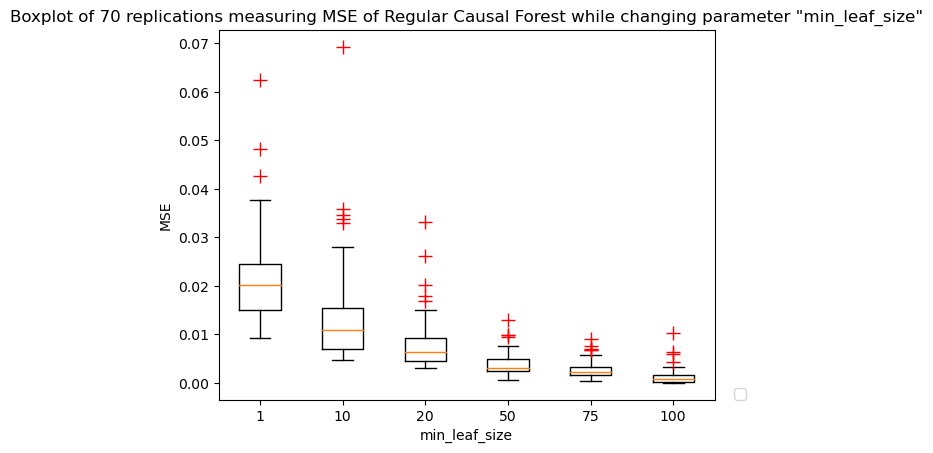 Boxplot of 70 replications measuring MSE of Regular Causal Forest while changing parameter "min_leaf_size"
0.07
0.06
0.05
0.04
0.03
0.02
0.01
0.00
MSE
1 10 20 50 75 100
min_leaf_size